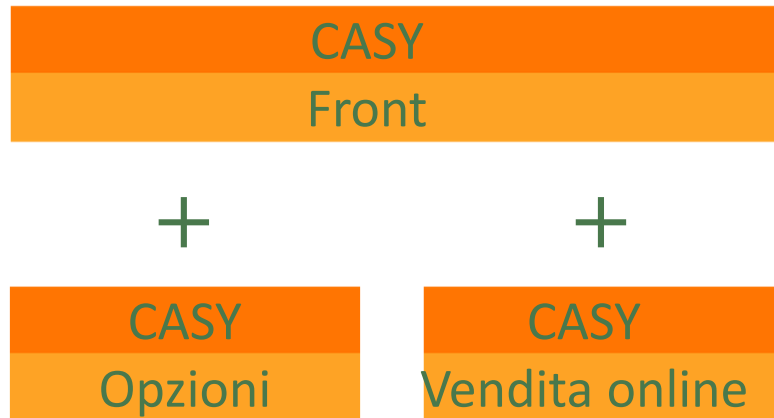 CASY
Front
+ +
CASY
Opzioni
CASY
Vendita online